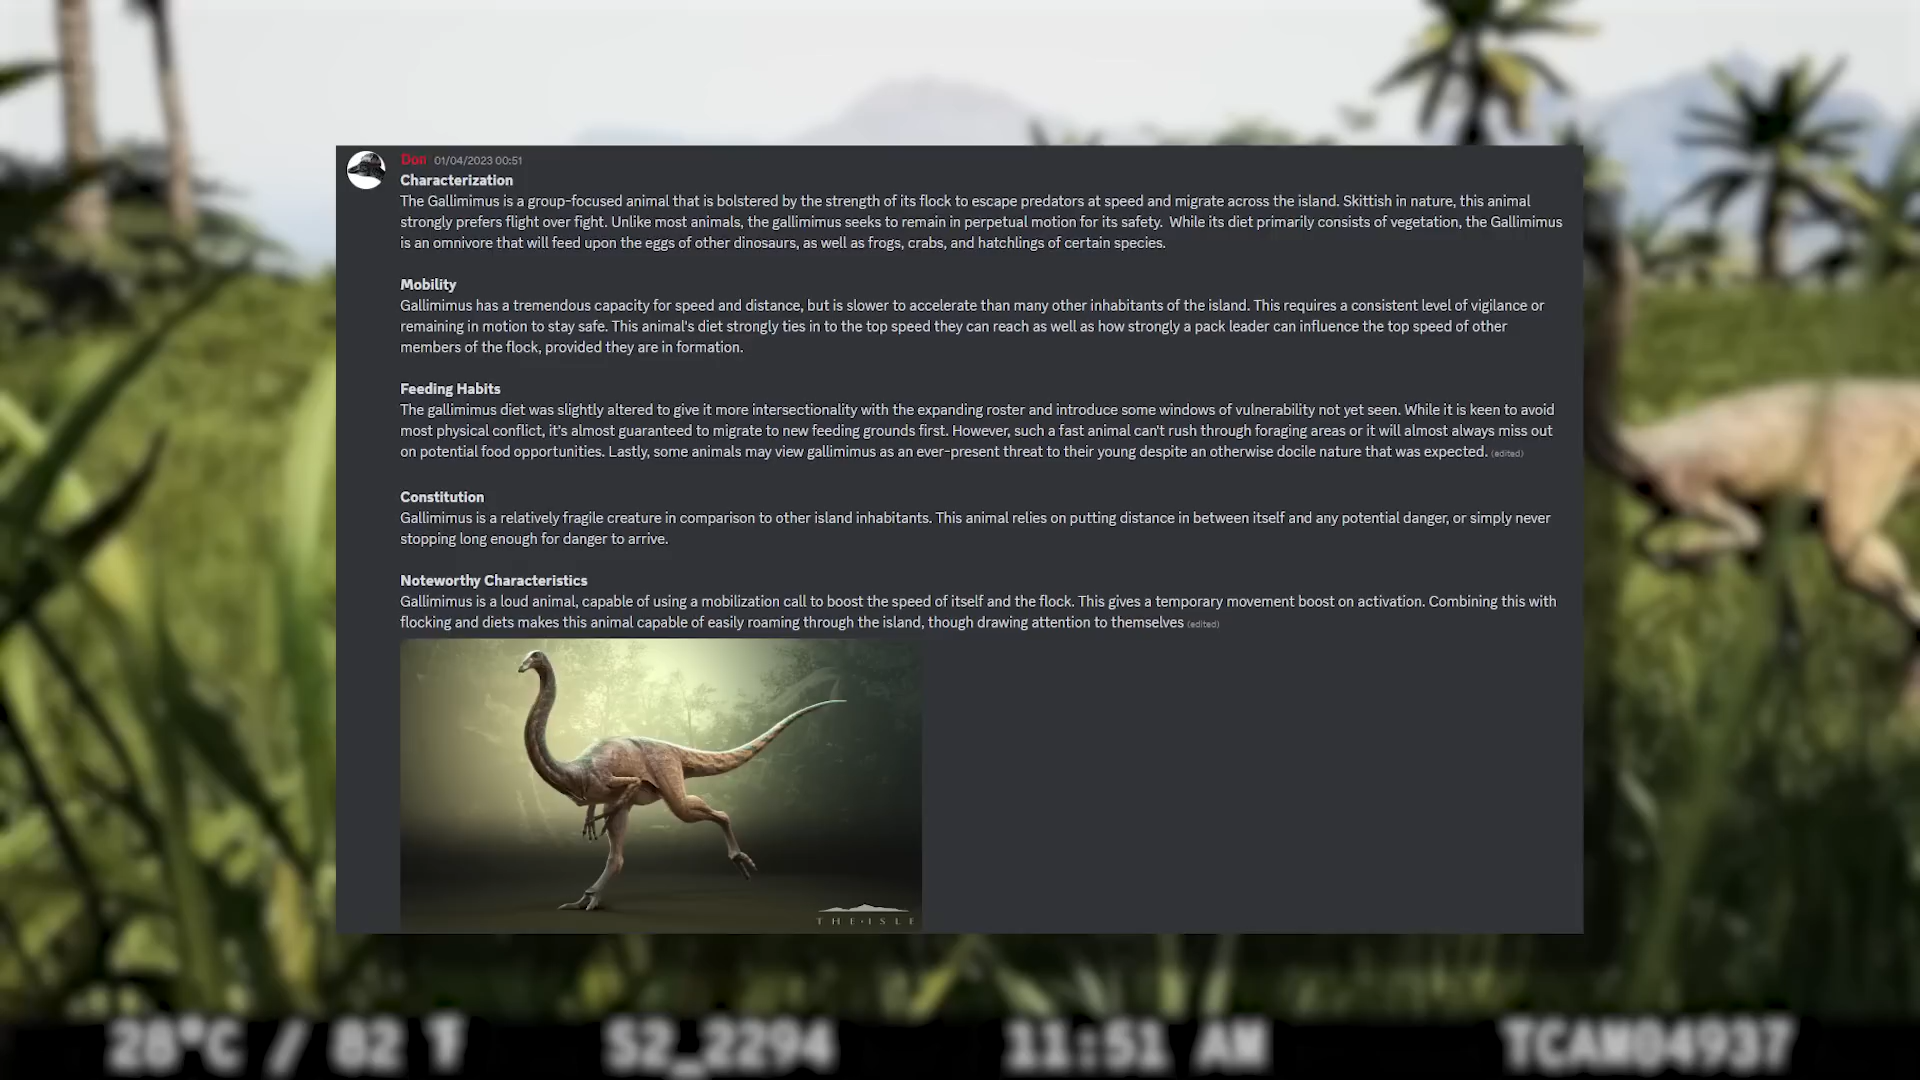 Don 01/04/2023 00:51
Characterization
The Gallimimus is a group-focused animal that is bolstered by the strength of its flock to escape predators at speed and migrate across the island. Skittish in nature, this animal
strongly prefers flight over fight. Unlike most animals, the gallimimus seeks to remain in perpetual motion for its safety. While its diet primarily consists of vegetation, the Gallimimus
is an omnivore that will feed upon the eggs of other dinosaurs, as well as frogs, crabs, and hatchlings of certain species.
Mobility
Gallimimus has a tremendous capacity for speed and distance, but is slower to accelerate than many other inhabitants of the island. This requires a consistent level of vigilance or
remaining in motion to stay safe. This animal's diet strongly ties in to the top speed they can reach as well as how strongly a pack leader can influence the top speed of other
members of the flock, provided they are in formation.
Feeding Habits
The gallimimus diet was slightly altered to give it more intersectionality with the expanding roster and introduce some windows of vulnerability not yet seen. While it is keen to avoid
most physical conflict, it's almost guaranteed to migrate to new feeding grounds first. However, such a fast animal can't rush through foraging areas or it will almost always miss out
on potential food opportunities. Lastly, some animals may view gallimimus as an ever-present threat to their young despite an otherwise docile nature that was expected. (edited)
Constitution
Gallimimus is a relatively fragile creature in comparison to other island inhabitants. This animal relies on putting distance in between itself and any potential danger, or simply never
stopping long enough for danger to arrive.
Noteworthy Characteristics
Gallimimus is a loud animal, capable of using a mobilization call to boost the speed of itself and the flock. This gives a temporary movement boost on activation. Combining this with
flocking and diets makes this animal capable of easily roaming through the island, though drawing attention to themselves (edited)
THE·ISLE
28°C / 82 F S2_2294 11:51 AM TCAM04937